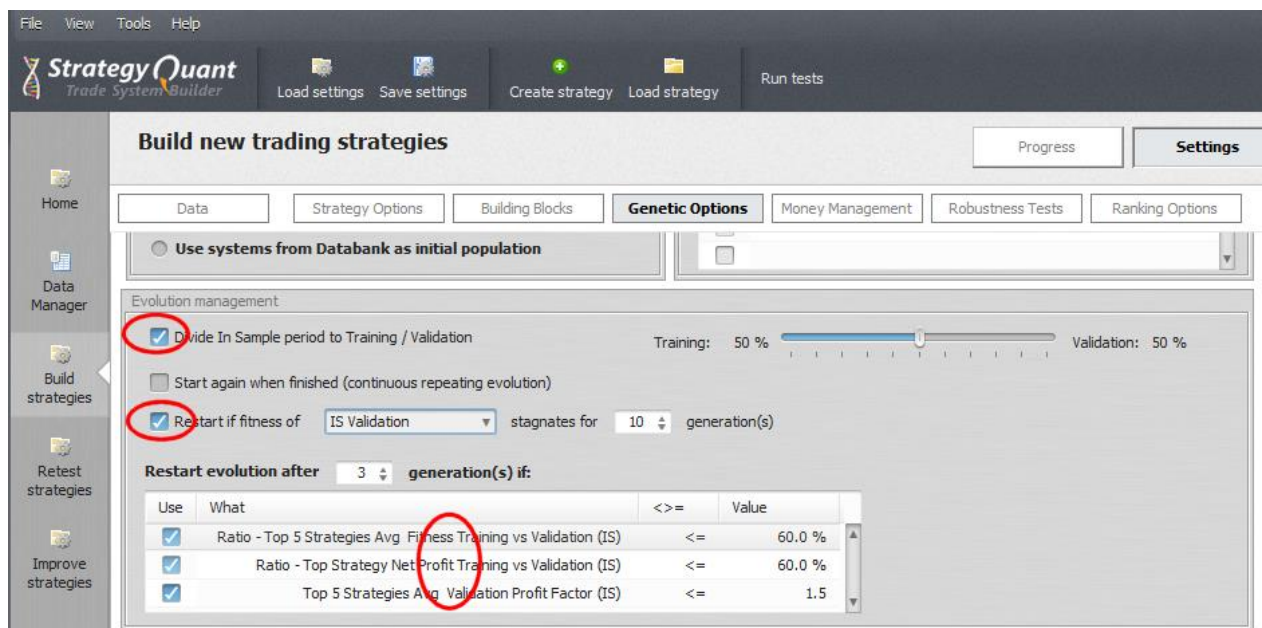 File View Tools Help
StrategyQuant
Trade System Builder
Load settings Save settings Create strategy Load strategy Run tests
Build new trading strategies
Progress Settings
Home
Data Strategy Options Building Blocks Genetic Options Money Management Robustness Tests Ranking Options
Use systems from Databank as initial population
Data
Manager
Evolution management
Divide In Sample period to Training / Validation Training: 50 % Validation: 50 %
Build
strategies
Start again when finished (continuous repeating evolution)
Restart if fitness of IS Validation stagnates for 10 generation(s)
Retest
strategies
Restart evolution after 3 generation(s) if:
Use What <>= Value
Ratio - Top 5 Strategies Avg Fitness Training vs Validation (IS) <= 60.0 %
Improve
strategies
Ratio - Top Strategy Net Profit Training vs Validation (IS) <= 60.0 %
Top 5 Strategies Avg Validation Profit Factor (IS) <= 1.5